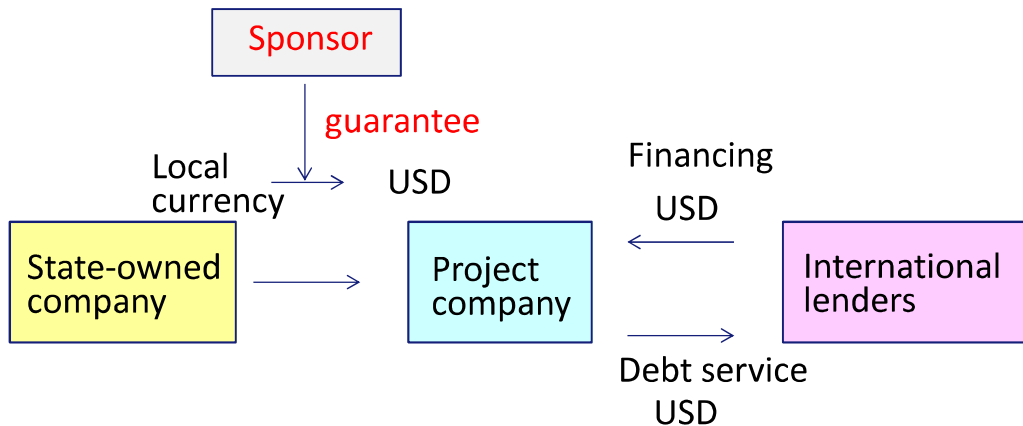 Sponsor
guarantee
Local
currency
USD
Financing
USD
State-owned
company
Project
company
International
lenders
Debt service
USD